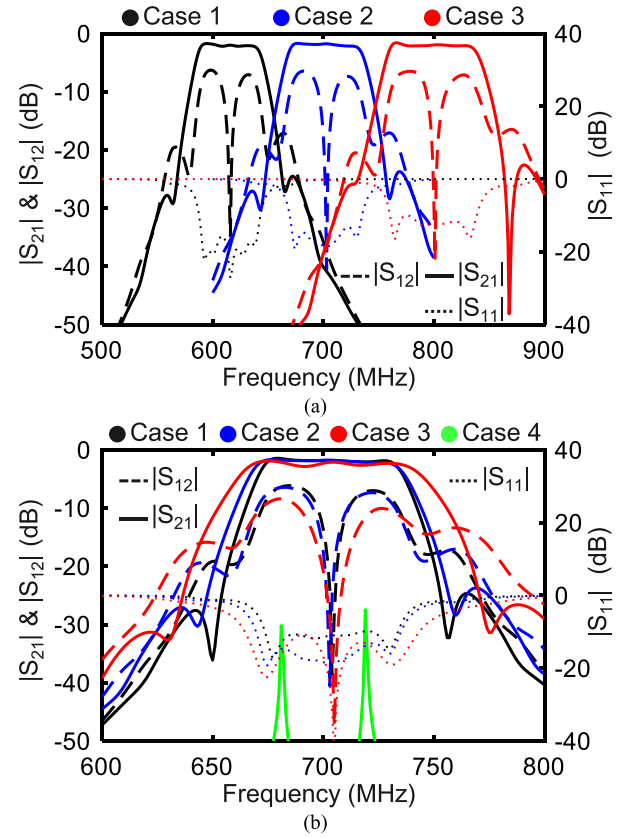 Case 1 Case 2 Case 3
0
-10
-20
-30
-40
-50
40
30
20
10
0
-20
-40
|S21| & |S12| (dB)
|S11| (dB)
|S12| |S21|
|S11|
500 600 700 800 900
Frequency (MHz)
(a)
Case 1 Case 2 Case 3 Case 4
0
-10
-20
-30
-40
-50
40
20
0
-20
-40
|S21| & |S12| (dB)
|S11| (dB)
|S12|
|S21|
|S11|
600 650 700 750 800
Frequency (MHz)
(b)